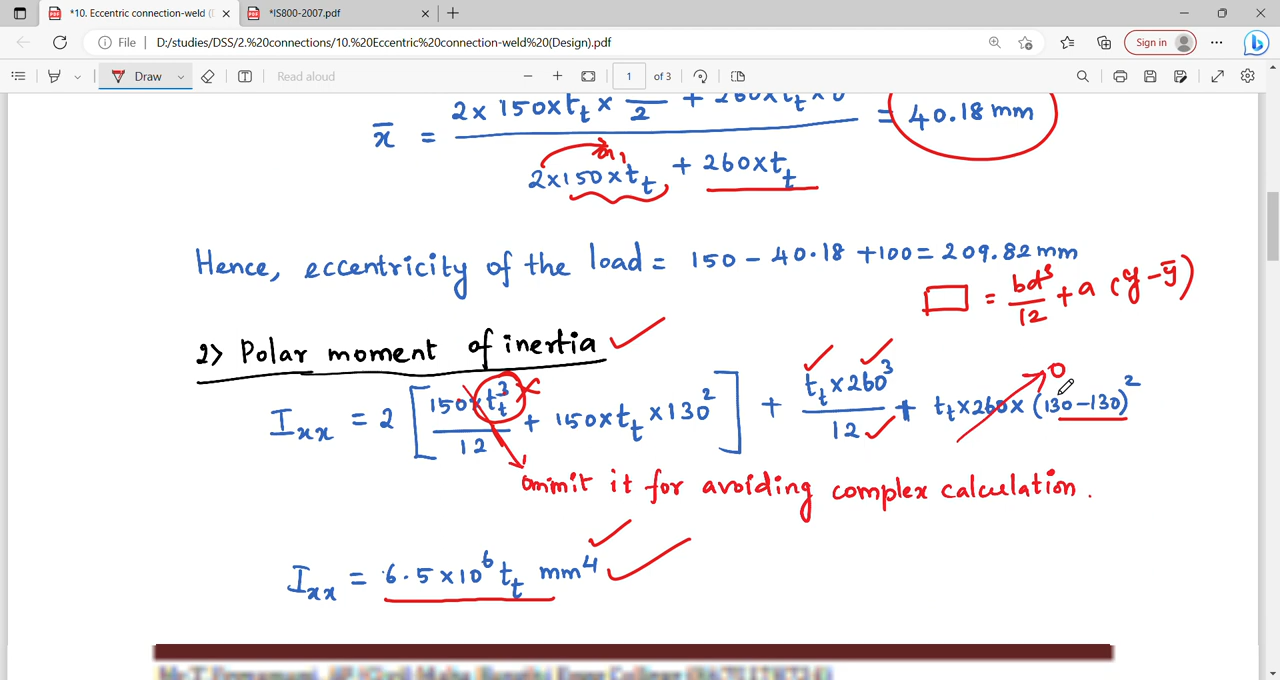 *10. Eccentric connection-weld (
*IS800-2007.pdf
File D:/studies/DSS/2.%20connections/10.%20Eccentric%20connection-weld%20(Design).pdf
Sign in
Draw
Read aloud
1 of 3
x̄ = 2×150×t_t× /2 + 260×t_t×0 / 2×150×t_t + 260×t_t = 40.18 mm
Hence, eccentricity of the load = 150 - 40.18 +100 = 209.82 mm
= bd³/12 + a (y-ȳ)
2> Polar moment of inertia
0
I_xx = 2 [150×t_t³/12 + 150×t_t×130²] + t_t×260³/12 + t_t×260×(130-130)²
ommit it for avoiding complex calculation.
I_xx = 6.5×10⁶ t_t mm⁴